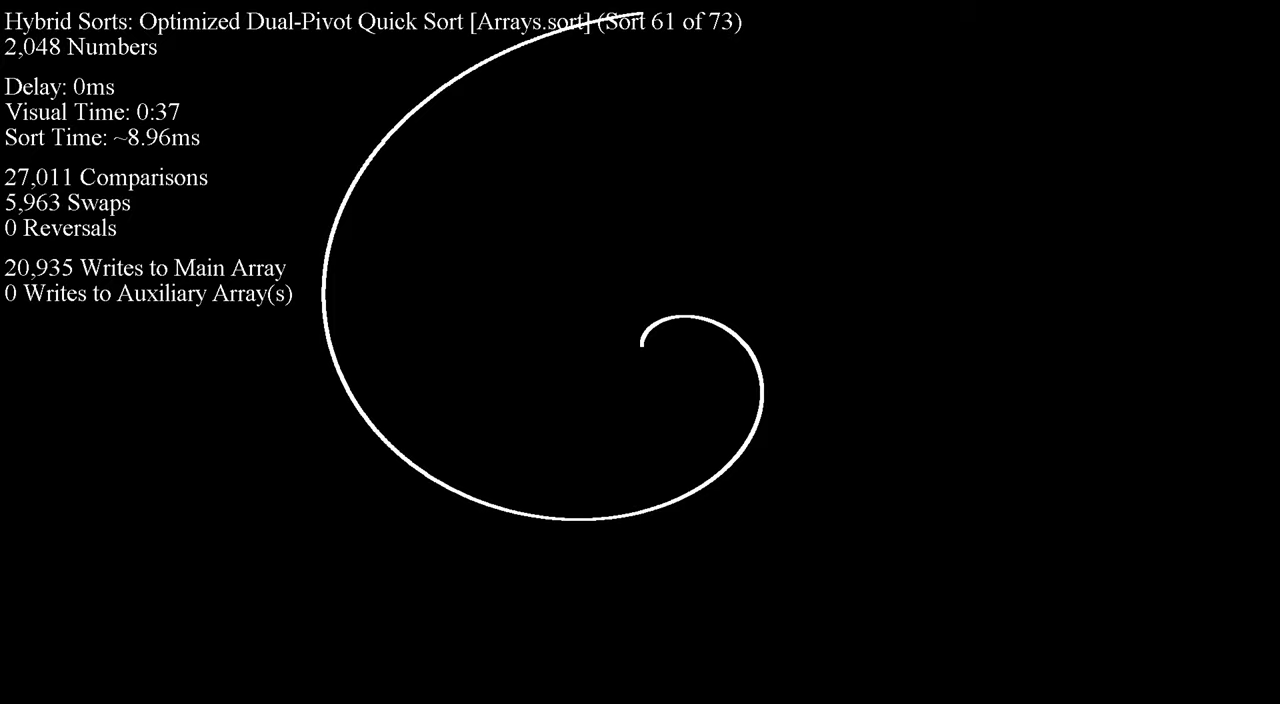 Hybrid Sorts: Optimized Dual-Pivot Quick Sort [Arrays.sort] (Sort 61 of 73)
2,048 Numbers
Delay: 0ms
Visual Time: 0:37
Sort Time: ~8.96ms
27,011 Comparisons
5,963 Swaps
0 Reversals
20,935 Writes to Main Array
0 Writes to Auxiliary Array(s)